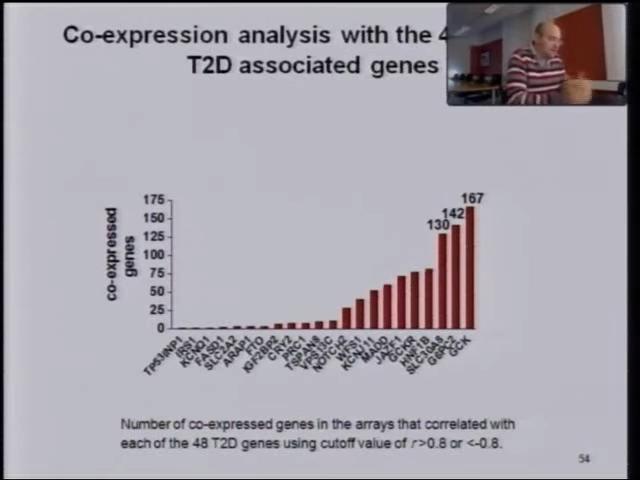 Co-expression analysis with the 4
T2D associated genes
co-expressed
genes
175
150
125
100
75
50
25
0
130
142
167
TP53INP1
IRS1
KCNQ1
FADS1
SLC2A2
ARAP1
FTO
IGF2BP2
CRY2
PRC1
TSPAN8
VPS13C
NOTCH2
WFS1
KCNJ11
MADD
JAZF1
GCKR
HNF1B
SLC30A8
G6PC2
GCK
Number of co-expressed genes in the arrays that correlated with
each of the 48 T2D genes using cutoff value of r>0.8 or <-0.8.
54